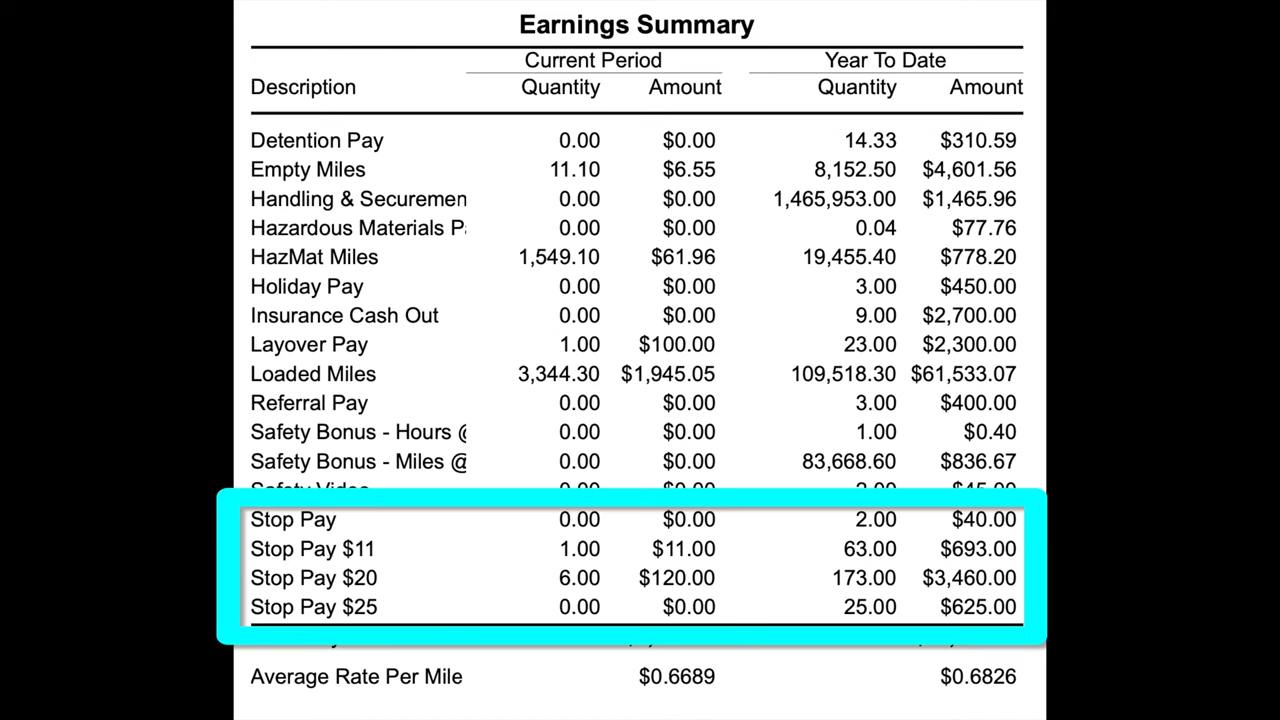 Earnings Summary
Current Period Year To Date
Description Quantity Amount Quantity Amount
Detention Pay 0.00 $0.00 14.33 $310.59
Empty Miles 11.10 $6.55 8,152.50 $4,601.56
Handling & Securemen 0.00 $0.00 1,465,953.00 $1,465.96
Hazardous Materials P 0.00 $0.00 0.04 $77.76
HazMat Miles 1,549.10 $61.96 19,455.40 $778.20
Holiday Pay 0.00 $0.00 3.00 $450.00
Insurance Cash Out 0.00 $0.00 9.00 $2,700.00
Layover Pay 1.00 $100.00 23.00 $2,300.00
Loaded Miles 3,344.30 $1,945.05 109,518.30 $61,533.07
Referral Pay 0.00 $0.00 3.00 $400.00
Safety Bonus - Hours @ 0.00 $0.00 1.00 $0.40
Safety Bonus - Miles @ 0.00 $0.00 83,668.60 $836.67
Safety Video 0.00 $0.00
Stop Pay 0.00 $0.00 2.00 $40.00
Stop Pay $11 1.00 $11.00 63.00 $693.00
Stop Pay $20 6.00 $120.00 173.00 $3,460.00
Stop Pay $25 0.00 $0.00 25.00 $625.00
Average Rate Per Mile $0.6689 $0.6826